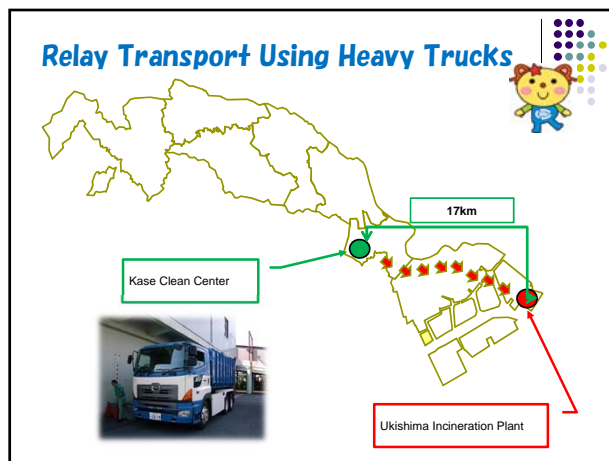 Relay Transport Using Heavy Trucks
17km
Kase Clean Center
Ukishima Incineration Plant